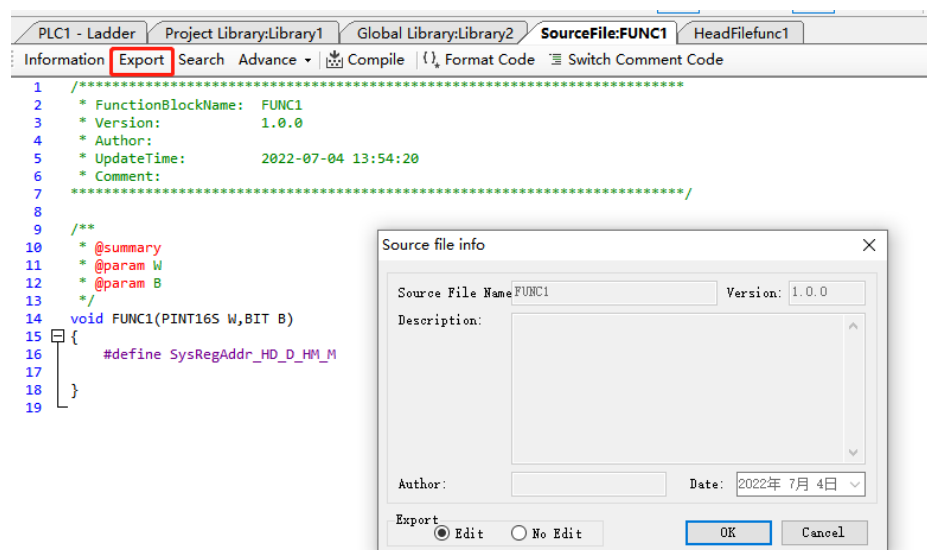 PLC1 - Ladder Project Library:Library1 Global Library:Library2 SourceFile:FUNC1 HeadFilefunc1
Information Export Search Advance Compile {} Format Code Switch Comment Code
1 /**************************************************************************
2 * FunctionBlockName: FUNC1
3 * Version: 1.0.0
4 * Author:
5 * UpdateTime: 2022-07-04 13:54:20
6 * Comment:
7 **************************************************************************/
8
9 /**
10 * @summary
11 * @param W
12 * @param B
13 */
14 void FUNC1(PINT16S W,BIT B)
15 {
16 #define SysRegAddr_HD_D_HM_M
17
18 }
19
Source file info
Source File Name FUNC1 Version: 1.0.0
Description:
Author: Date: 2022年 7月 4日
Export
Edit No Edit OK Cancel